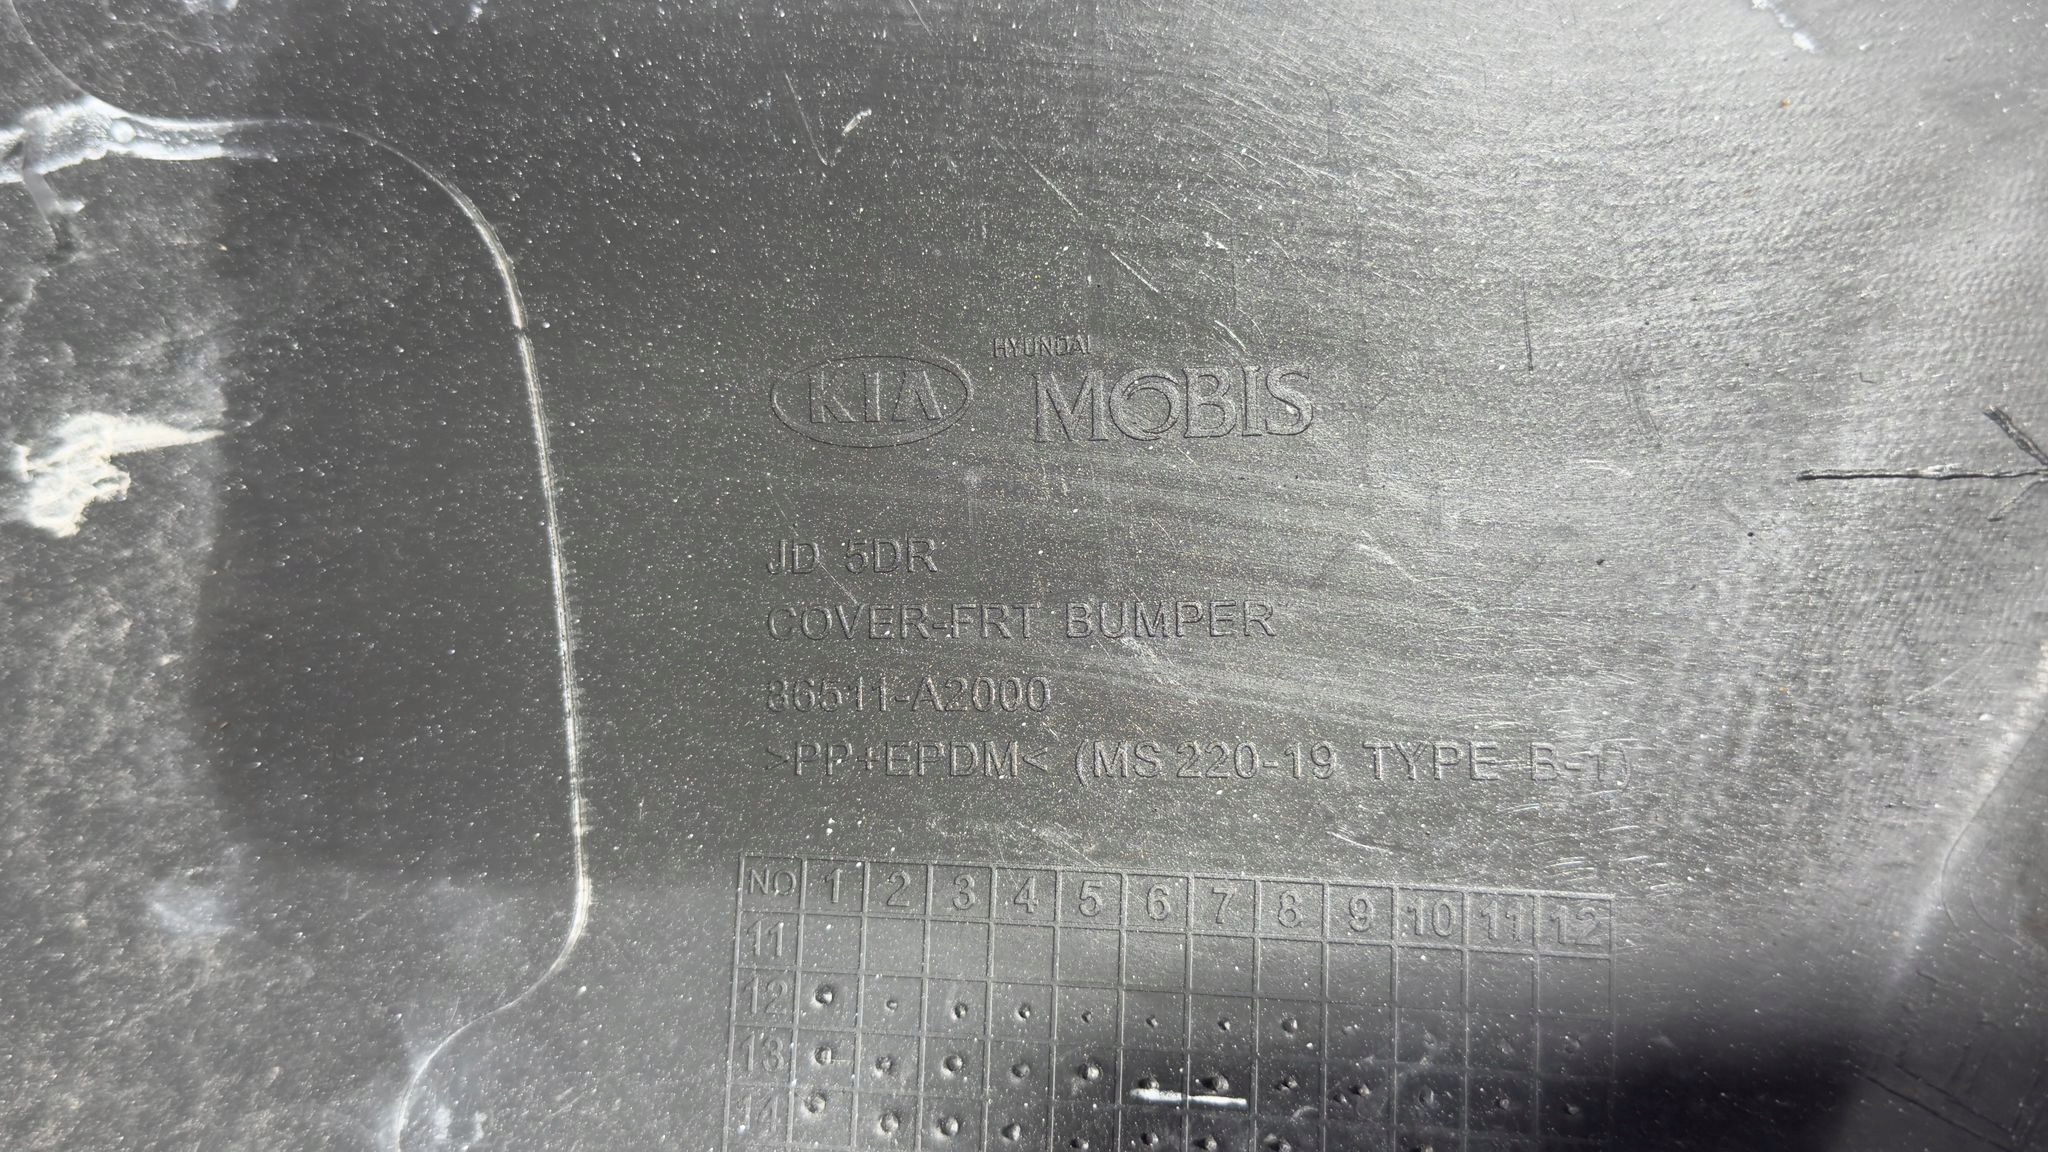 KIA
HYUNDAI
MOBIS
JD 5DR
COVER-FRT BUMPER
86511-A2000
>PP+EPDM< (MS 220-19 TYPE B-1)
NO 1 2 3 4 5 6 7 8 9 10 11 12
11
12
13
14